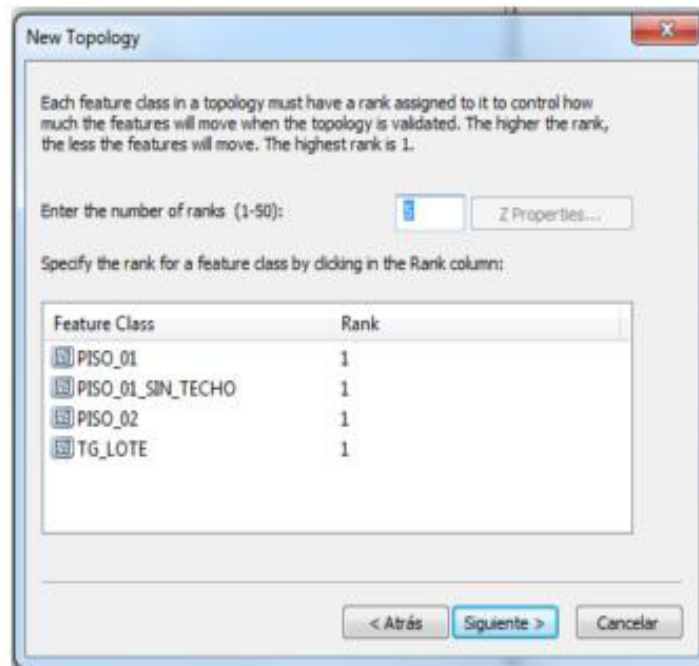 New Topology
Each feature class in a topology must have a rank assigned to it to control how
much the features will move when the topology is validated. The higher the rank,
the less the features will move. The highest rank is 1.
Enter the number of ranks (1-50): 5 Z Properties...
Specify the rank for a feature class by clicking in the Rank column:
Feature Class Rank
PISO_01 1
PISO_01_SIN_TECHO 1
PISO_02 1
TG_LOTE 1
< Atrás Siguiente > Cancelar